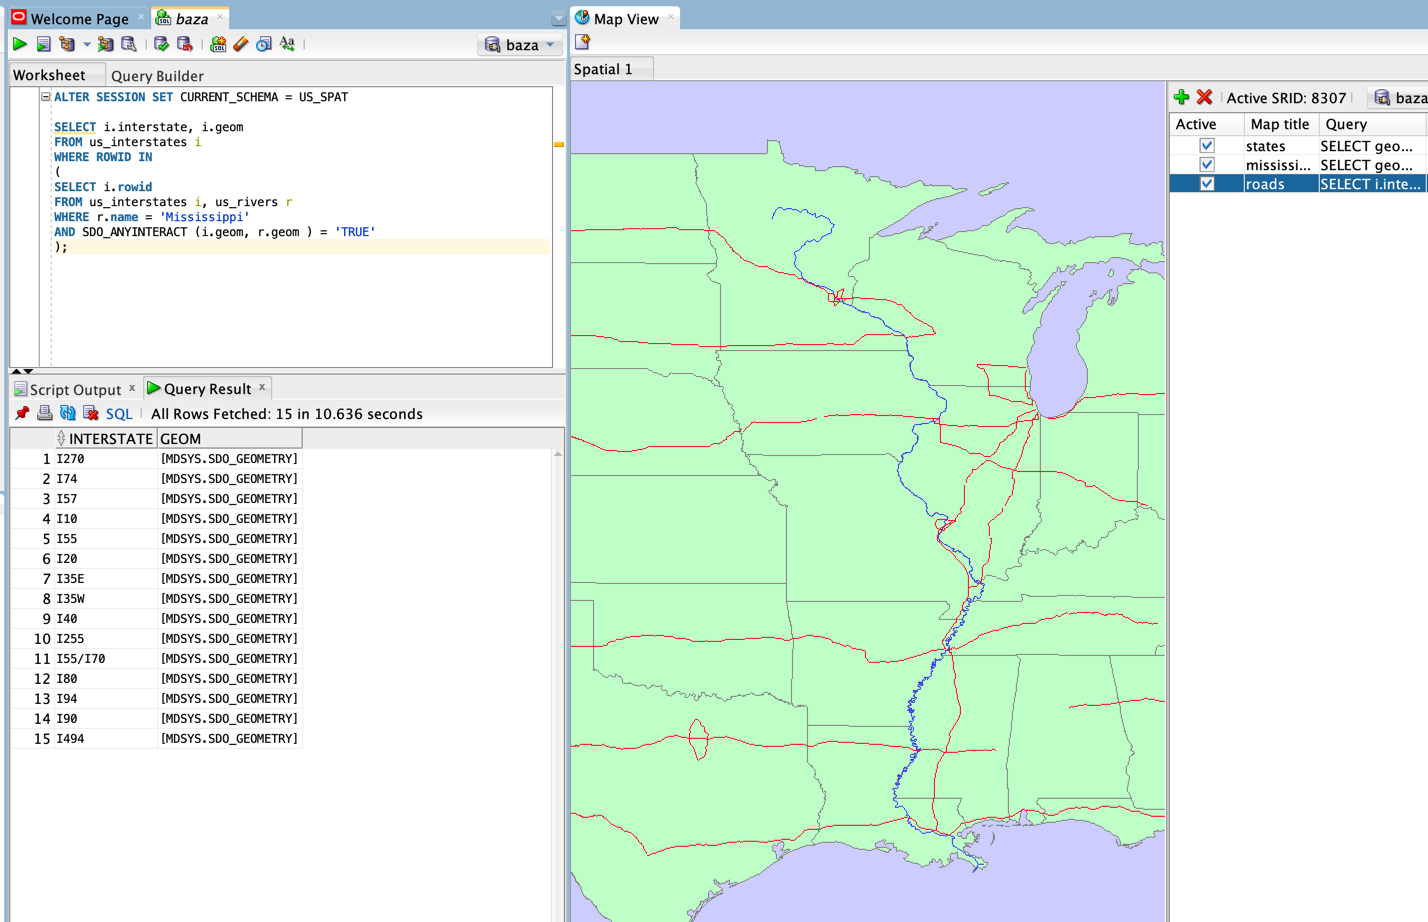 Welcome Page
baza
baza
Worksheet
Query Builder
ALTER SESSION SET CURRENT_SCHEMA = US_SPAT
SELECT i.interstate, i.geom
FROM us_interstates i
WHERE ROWID IN
(
SELECT i.rowid
FROM us_interstates i, us_rivers r
WHERE r.name = 'Mississippi'
AND SDO_ANYINTERACT (i.geom, r.geom ) = 'TRUE'
);
Script Output
Query Result
SQL
All Rows Fetched: 15 in 10.636 seconds
INTERSTATE GEOM
1 I270 [MDSYS.SDO_GEOMETRY]
2 I74 [MDSYS.SDO_GEOMETRY]
3 I57 [MDSYS.SDO_GEOMETRY]
4 I10 [MDSYS.SDO_GEOMETRY]
5 I55 [MDSYS.SDO_GEOMETRY]
6 I20 [MDSYS.SDO_GEOMETRY]
7 I35E [MDSYS.SDO_GEOMETRY]
8 I35W [MDSYS.SDO_GEOMETRY]
9 I40 [MDSYS.SDO_GEOMETRY]
10 I255 [MDSYS.SDO_GEOMETRY]
11 I55/I70 [MDSYS.SDO_GEOMETRY]
12 I80 [MDSYS.SDO_GEOMETRY]
13 I94 [MDSYS.SDO_GEOMETRY]
14 I90 [MDSYS.SDO_GEOMETRY]
15 I494 [MDSYS.SDO_GEOMETRY]
Map View
Spatial 1
Active SRID: 8307
baza
Active Map title Query
states SELECT geo...
mississi... SELECT geo...
roads SELECT i.inte...